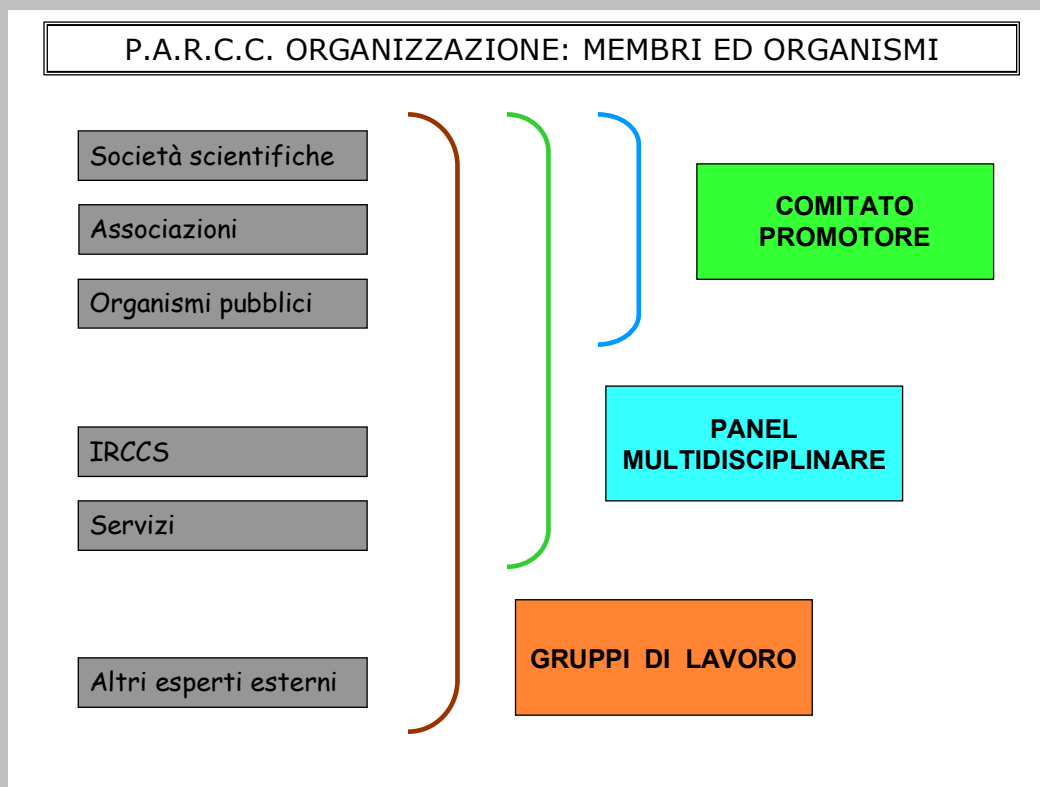 P.A.R.C.C. ORGANIZZAZIONE: MEMBRI ED ORGANISMI
Società scientifiche
Associazioni
Organismi pubblici
IRCCS
Servizi
Altri esperti esterni
COMITATO
PROMOTORE
PANEL
MULTIDISCIPLINARE
GRUPPI DI LAVORO